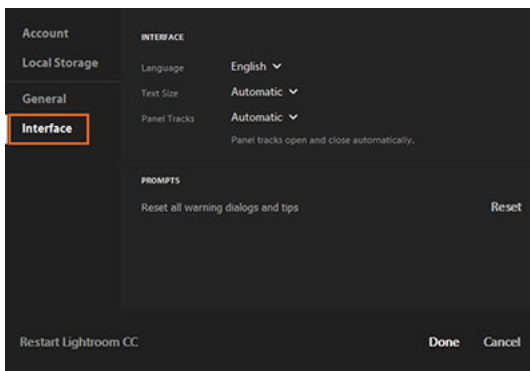 Account
Local Storage
General
Interface
INTERFACE
Language English
Text Size Automatic
Panel Tracks Automatic
Panel tracks open and close automatically.
PROMPTS
Reset all warning dialogs and tips Reset
Restart Lightroom CC Done Cancel